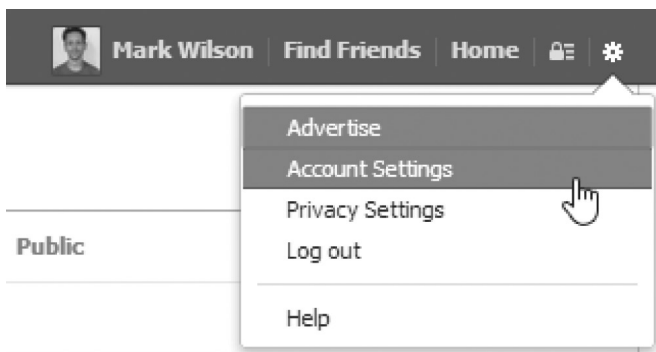 Mark Wilson Find Friends Home
Advertise
Account Settings
Privacy Settings
Public
Log out
Help